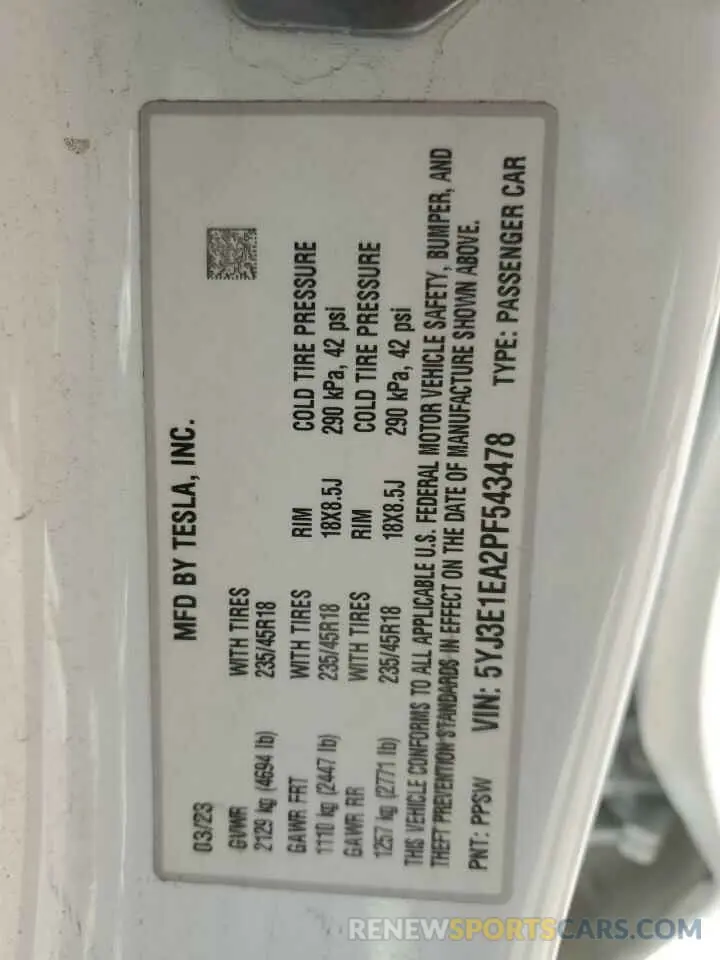 MFD BY TESLA, INC.
03/23
GVWR WITH TIRES
2129 kg (4694 lb) 235/45R18
GAWR FRT WITH TIRES RIM COLD TIRE PRESSURE
1110 kg (2447 lb) 235/45R18 18X8.5J 290 kPa, 42 psi
GAWR RR WITH TIRES RIM COLD TIRE PRESSURE
1257 kg (2771 lb) 235/45R18 18X8.5J 290 kPa, 42 psi
THIS VEHICLE CONFORMS TO ALL APPLICABLE U.S. FEDERAL MOTOR VEHICLE SAFETY, BUMPER, AND
THEFT PREVENTION STANDARDS IN EFFECT ON THE DATE OF MANUFACTURE SHOWN ABOVE.
PNT: PPSW VIN: 5YJ3E1EA2PF543478 TYPE: PASSENGER CAR
RENEWSPORTSCARS.COM